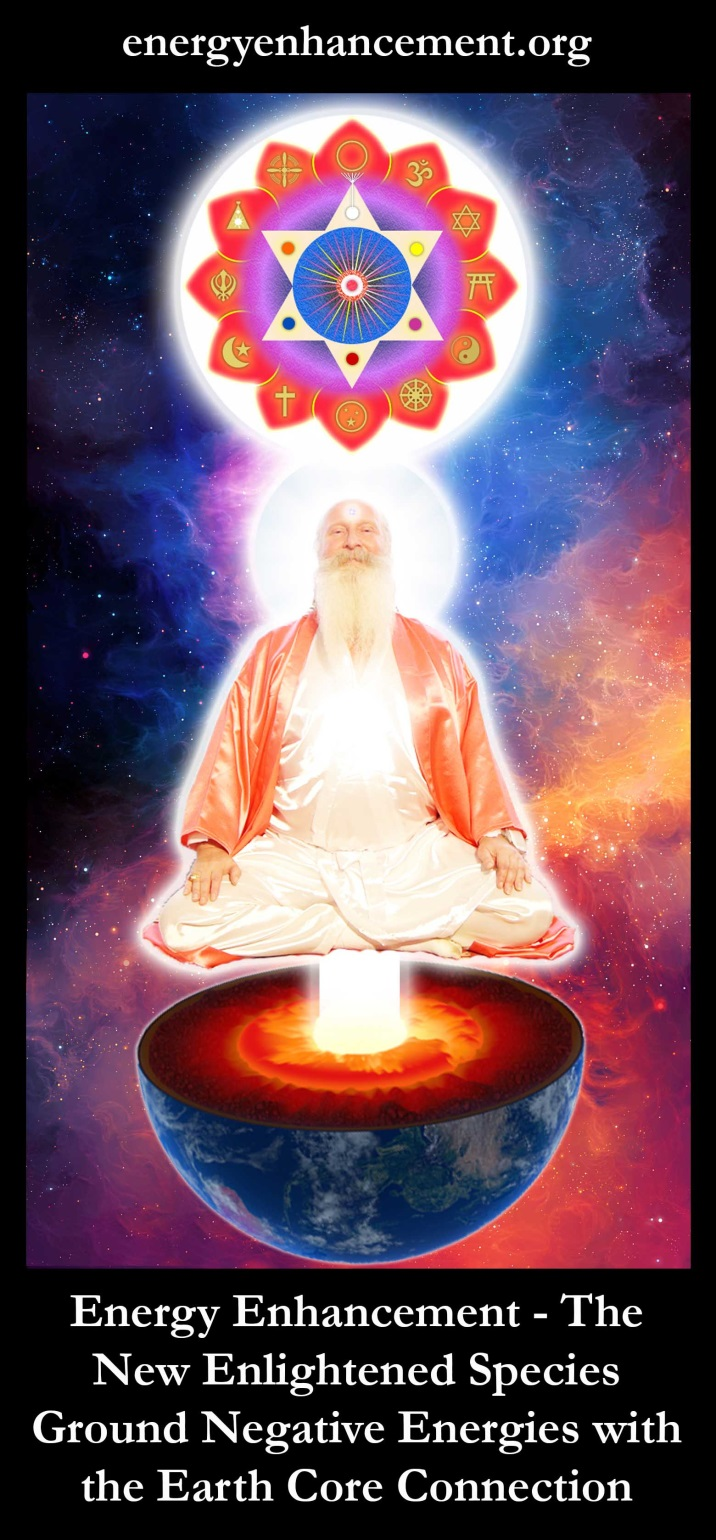 energyenhancement.org
Energy Enhancement - The
New Enlightened Species
Ground Negative Energies with
the Earth Core Connection